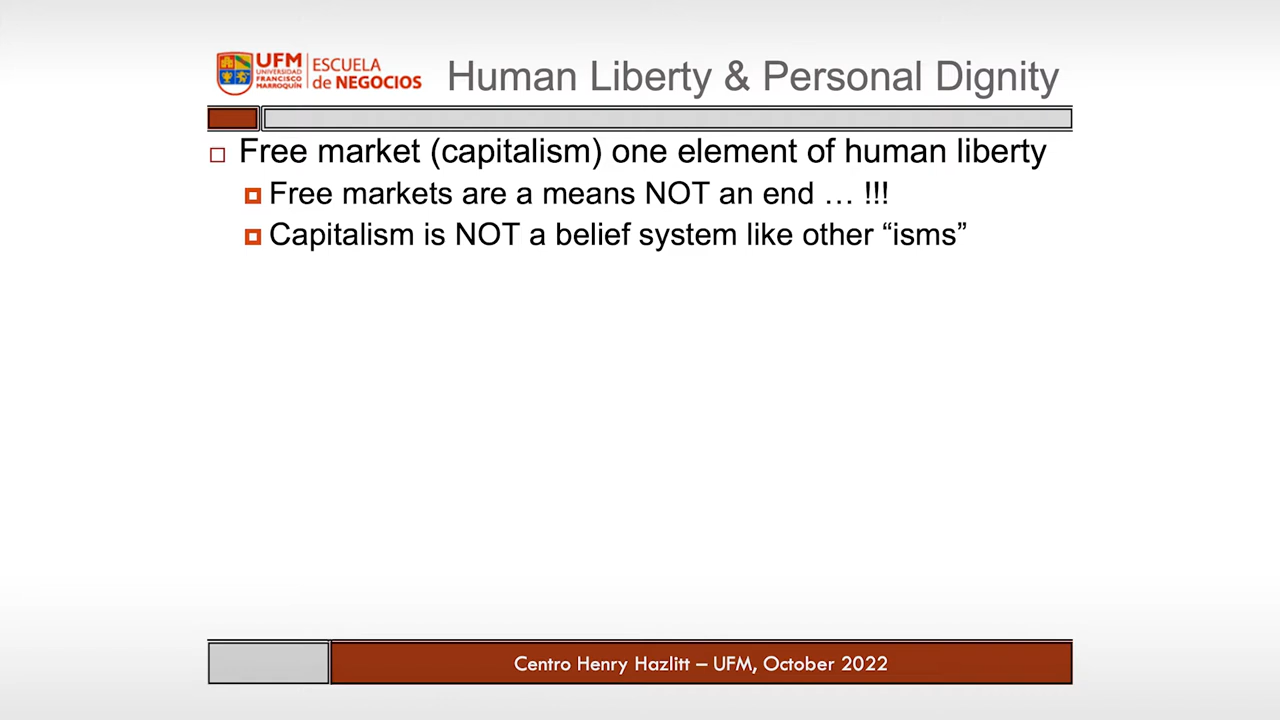 UFM
UNIVERSIDAD
FRANCISCO
MARROQUÍN
ESCUELA
de NEGOCIOS
Human Liberty & Personal Dignity
Free market (capitalism) one element of human liberty
Free markets are a means NOT an end … !!!
Capitalism is NOT a belief system like other “isms”
Centro Henry Hazlitt – UFM, October 2022